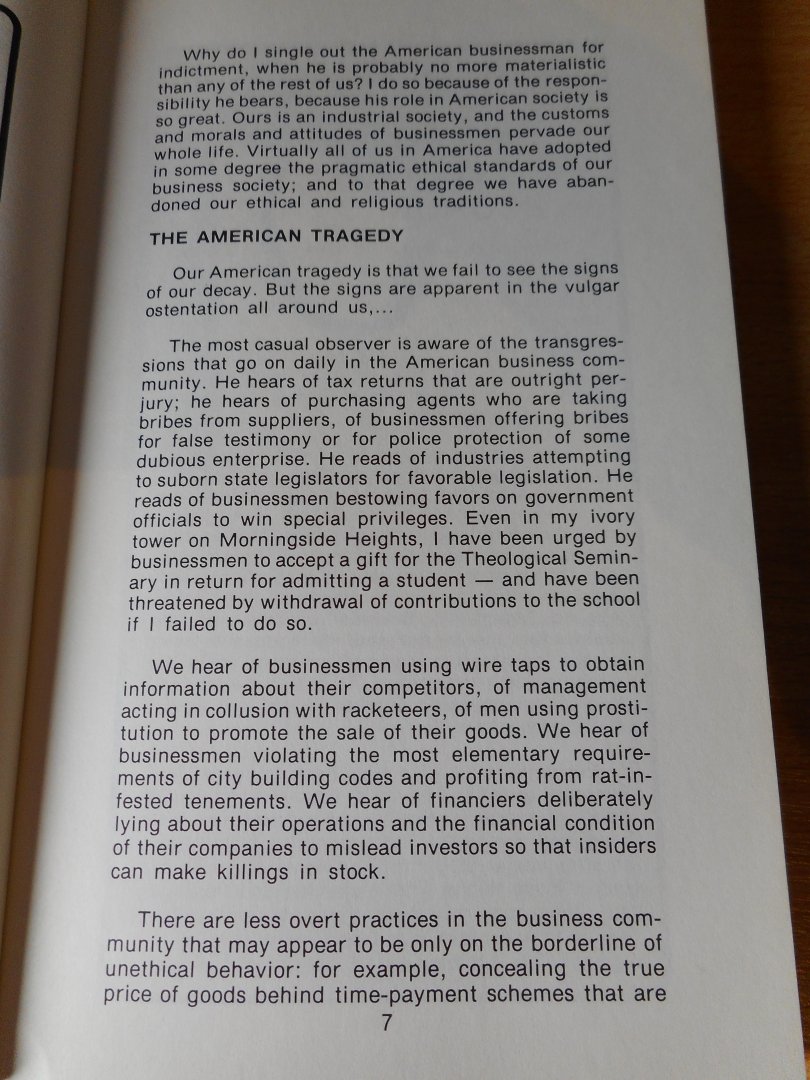 Why do I single out the American businessman for
indictment, when he is probably no more materialistic
than any of the rest of us? I do so because of the respon-
sibility he bears, because his role in American society is
so great. Ours is an industrial society, and the customs
and morals and attitudes of businessmen pervade our
whole life. Virtually all of us in America have adopted
in some degree the pragmatic ethical standards of our
business society; and to that degree we have aban-
doned our ethical and religious traditions.
THE AMERICAN TRAGEDY
Our American tragedy is that we fail to see the signs
of our decay. But the signs are apparent in the vulgar
ostentation all around us,...
The most casual observer is aware of the transgres-
sions that go on daily in the American business com-
munity. He hears of tax returns that are outright per-
jury; he hears of purchasing agents who are taking
bribes from suppliers, of businessmen offering bribes
for false testimony or for police protection of some
dubious enterprise. He reads of industries attempting
to suborn state legislators for favorable legislation. He
reads of businessmen bestowing favors on government
officials to win special privileges. Even in my ivory
tower on Morningside Heights, I have been urged by
businessmen to accept a gift for the Theological Semin-
ary in return for admitting a student — and have been
threatened by withdrawal of contributions to the school
if I failed to do so.
We hear of businessmen using wire taps to obtain
information about their competitors, of management
acting in collusion with racketeers, of men using prosti-
tution to promote the sale of their goods. We hear of
businessmen violating the most elementary require-
ments of city building codes and profiting from rat-in-
fested tenements. We hear of financiers deliberately
lying about their operations and the financial condition
of their companies to mislead investors so that insiders
can make killings in stock.
There are less overt practices in the business com-
munity that may appear to be only on the borderline of
unethical behavior: for example, concealing the true
price of goods behind time-payment schemes that are
7